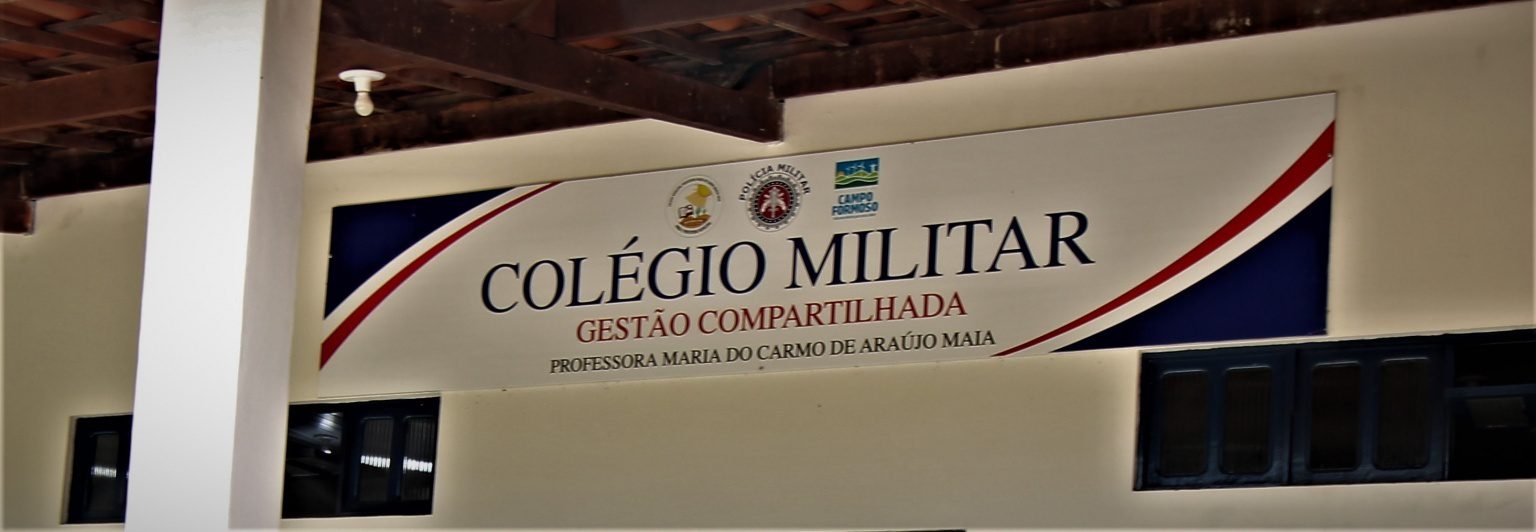 POLÍCIA MILITAR
CAMPO
FORMOSO
COLÉGIO MILITAR
GESTÃO COMPARTILHADA
PROFESSORA MARIA DO CARMO DE ARAÚJO MAIA